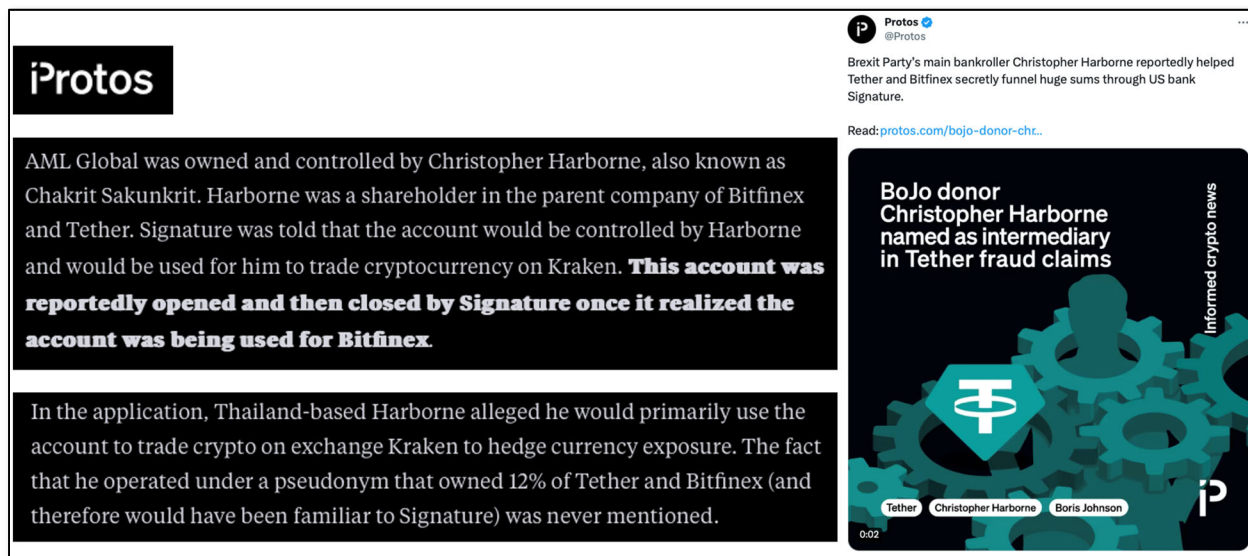 iProtos
AML Global was owned and controlled by Christopher Harborne, also known as
Chakrit Sakunkrit. Harborne was a shareholder in the parent company of Bitfinex
and Tether. Signature was told that the account would be controlled by Harborne
and would be used for him to trade cryptocurrency on Kraken. This account was
reportedly opened and then closed by Signature once it realized the
account was being used for Bitfinex.
In the application, Thailand-based Harborne alleged he would primarily use the
account to trade crypto on exchange Kraken to hedge currency exposure. The fact
that he operated under a pseudonym that owned 12% of Tether and Bitfinex (and
therefore would have been familiar to Signature) was never mentioned.
Protos
@Protos
...
Brexit Party's main bankroller Christopher Harborne reportedly helped
Tether and Bitfinex secretly funnel huge sums through US bank
Signature.
Read: protos.com/bojo-donor-chr...
BoJo donor
Christopher Harborne
named as intermediary
in Tether fraud claims
Informed crypto news
Tether
Christopher Harborne
Boris Johnson
0:02